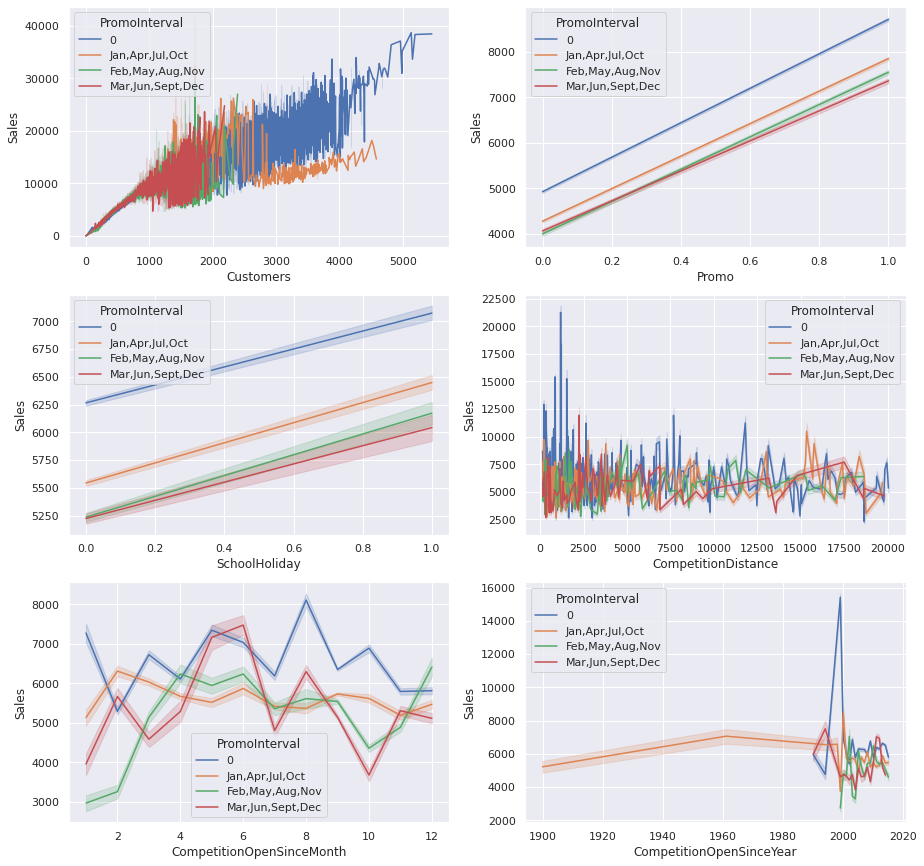 PromoInterval
0
Jan,Apr,Jul,Oct
Feb,May,Aug,Nov
Mar,Jun,Sept,Dec
40000
30000
20000
10000
0
Sales
0 1000 2000 3000 4000 5000
Customers
PromoInterval
0
Jan,Apr,Jul,Oct
Feb,May,Aug,Nov
Mar,Jun,Sept,Dec
8000
7000
6000
5000
4000
Sales
0.0 0.2 0.4 0.6 0.8 1.0
Promo
PromoInterval
0
Jan,Apr,Jul,Oct
Feb,May,Aug,Nov
Mar,Jun,Sept,Dec
7000
6750
6500
6250
6000
5750
5500
5250
Sales
0.0 0.2 0.4 0.6 0.8 1.0
SchoolHoliday
PromoInterval
0
Jan,Apr,Jul,Oct
Feb,May,Aug,Nov
Mar,Jun,Sept,Dec
22500
20000
17500
15000
12500
10000
7500
5000
2500
Sales
0 2500 5000 7500 10000 12500 15000 17500 20000
CompetitionDistance
8000
7000
6000
5000
4000
3000
Sales
PromoInterval
0
Jan,Apr,Jul,Oct
Feb,May,Aug,Nov
Mar,Jun,Sept,Dec
2 4 6 8 10 12
CompetitionOpenSinceMonth
PromoInterval
0
Jan,Apr,Jul,Oct
Feb,May,Aug,Nov
Mar,Jun,Sept,Dec
16000
14000
12000
10000
8000
6000
4000
2000
Sales
1900 1920 1940 1960 1980 2000 2020
CompetitionOpenSinceYear